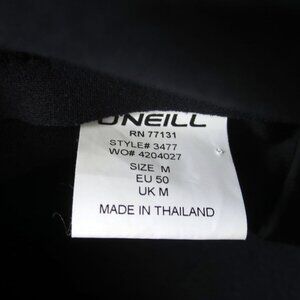 O'NEILL
RN 77131
STYLE# 3477
WO# 4204027
SIZE M
EU 50
UK M
MADE IN THAILAND